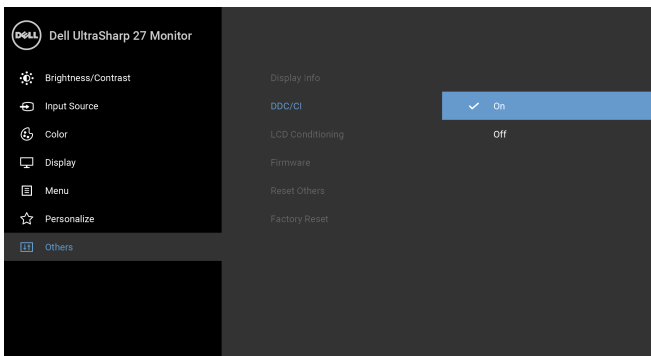 DELL Dell UltraSharp 27 Monitor
Brightness/Contrast
Input Source
Color
Display
Menu
Personalize
Others
Display Info
DDC/CI
LCD Conditioning
Firmware
Reset Others
Factory Reset
On
Off